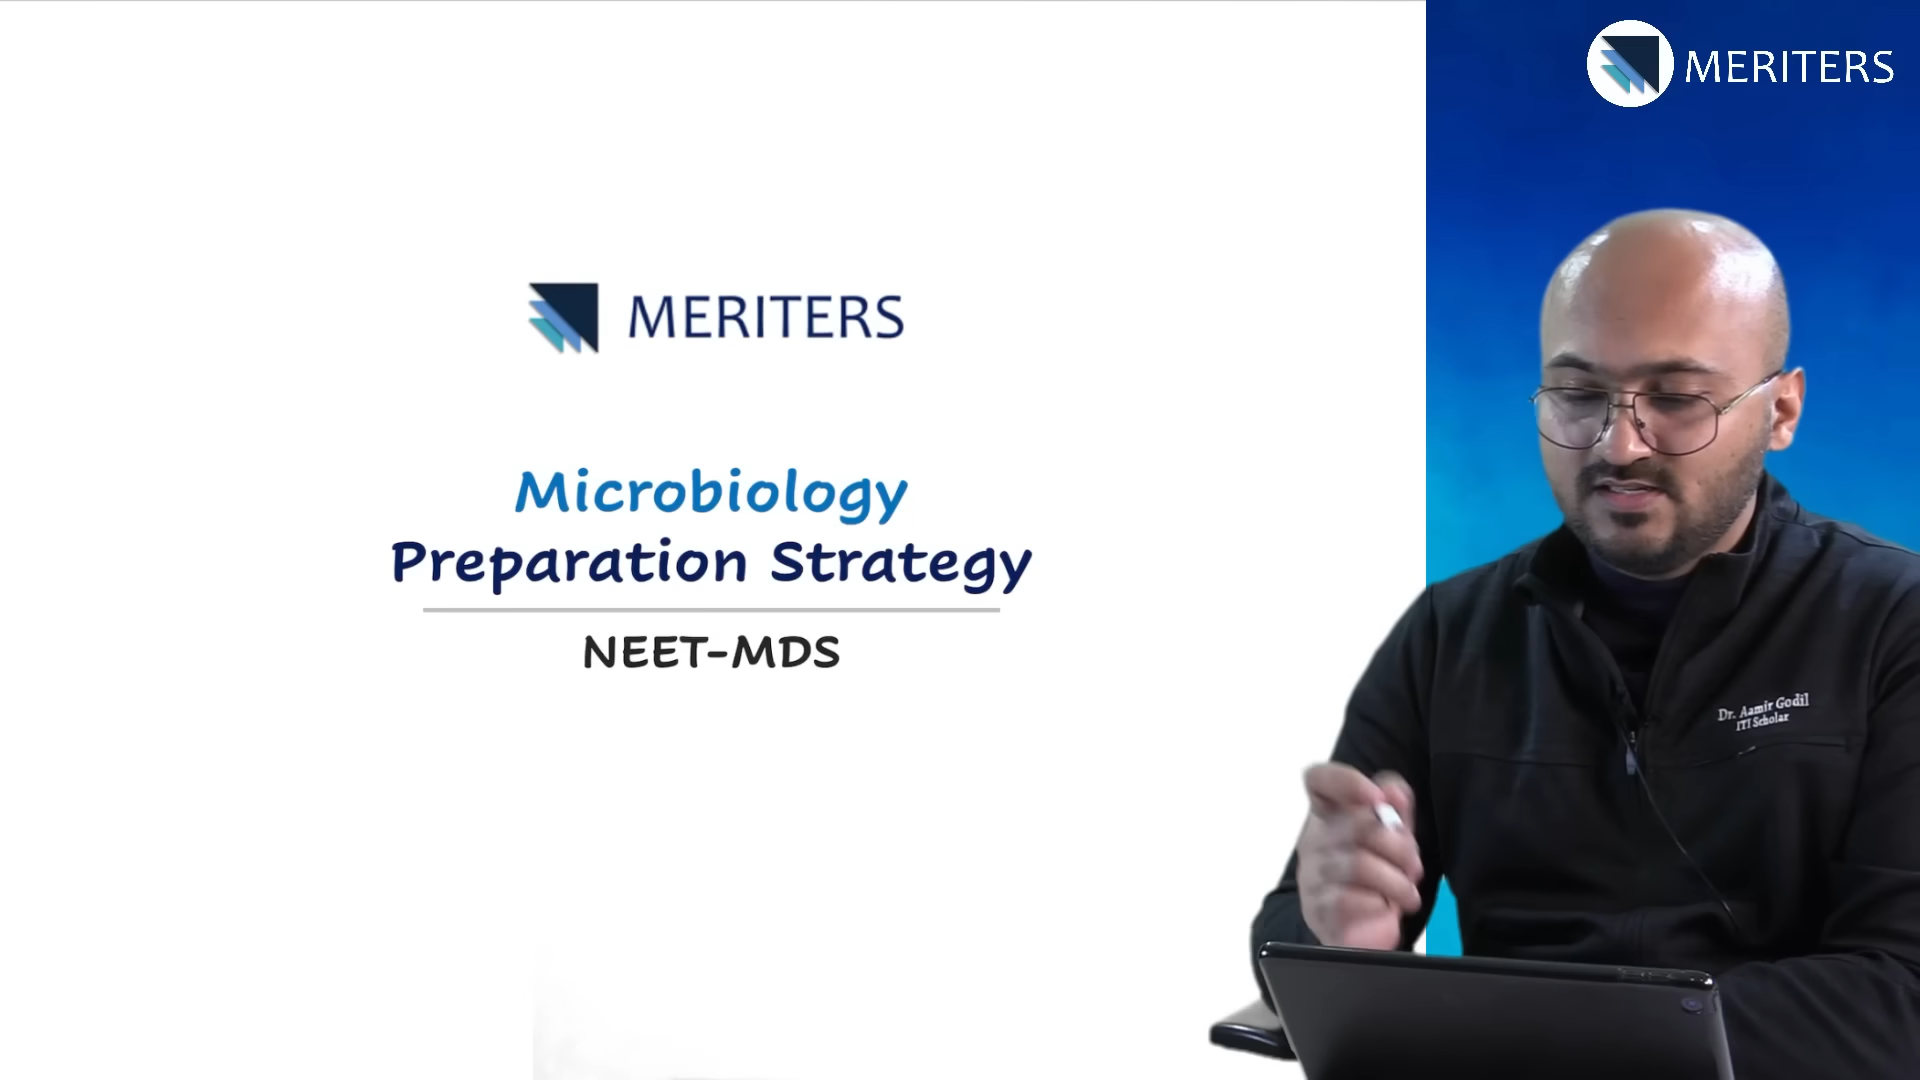 MERITERS
MERITERS
Microbiology
Preparation Strategy
NEET-MDS
Dr. Aamir Godil
ITI Scholar